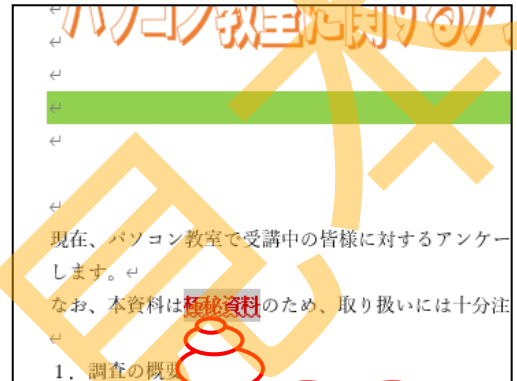 パソコン教室に関するア
現在、パソコン教室で受講中の皆様に対するアンケー
します。
なお、本資料は極秘資料のため、取り扱いには十分注
1．調査の概要
見本